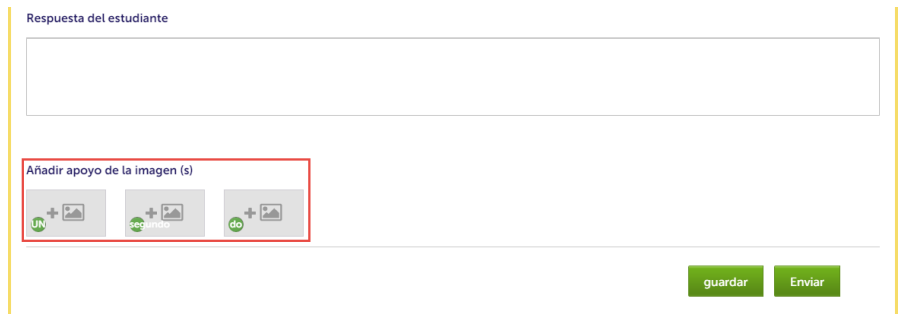 Respuesta del estudiante
Añadir apoyo de la imagen (s)
UN segundo do
guardar Enviar